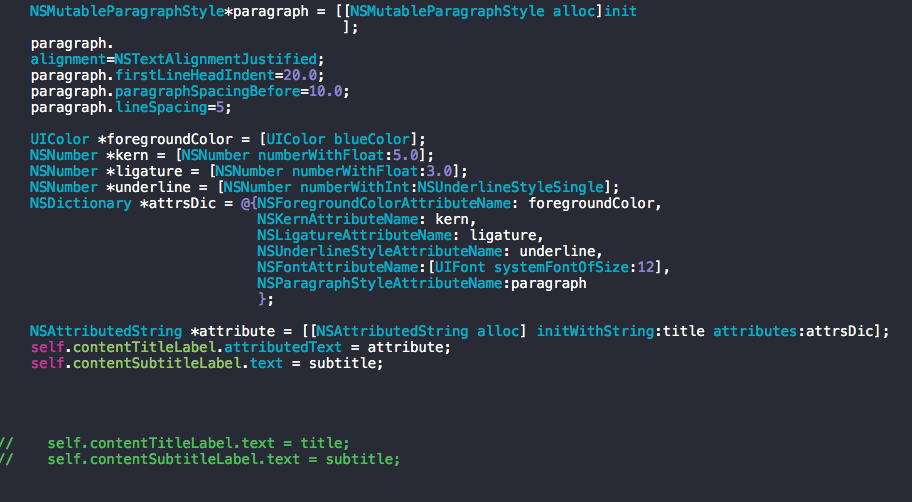 NSMutableParagraphStyle*paragraph = [[NSMutableParagraphStyle alloc]init
];
paragraph.
alignment=NSTextAlignmentJustified;
paragraph.firstLineHeadIndent=20.0;
paragraph.paragraphSpacingBefore=10.0;
paragraph.lineSpacing=5;
UIColor *foregroundColor = [UIColor blueColor];
NSNumber *kern = [NSNumber numberWithFloat:5.0];
NSNumber *ligature = [NSNumber numberWithFloat:3.0];
NSNumber *underline = [NSNumber numberWithInt:NSUnderlineStyleSingle];
NSDictionary *attrsDic = @{NSForegroundColorAttributeName: foregroundColor,
NSKernAttributeName: kern,
NSLigatureAttributeName: ligature,
NSUnderlineStyleAttributeName: underline,
NSFontAttributeName:[UIFont systemFontOfSize:12],
NSParagraphStyleAttributeName:paragraph
};
NSAttributedString *attribute = [[NSAttributedString alloc] initWithString:title attributes:attrsDic];
self.contentTitleLabel.attributedText = attribute;
self.contentSubtitleLabel.text = subtitle;
//    self.contentTitleLabel.text = title;
//    self.contentSubtitleLabel.text = subtitle;